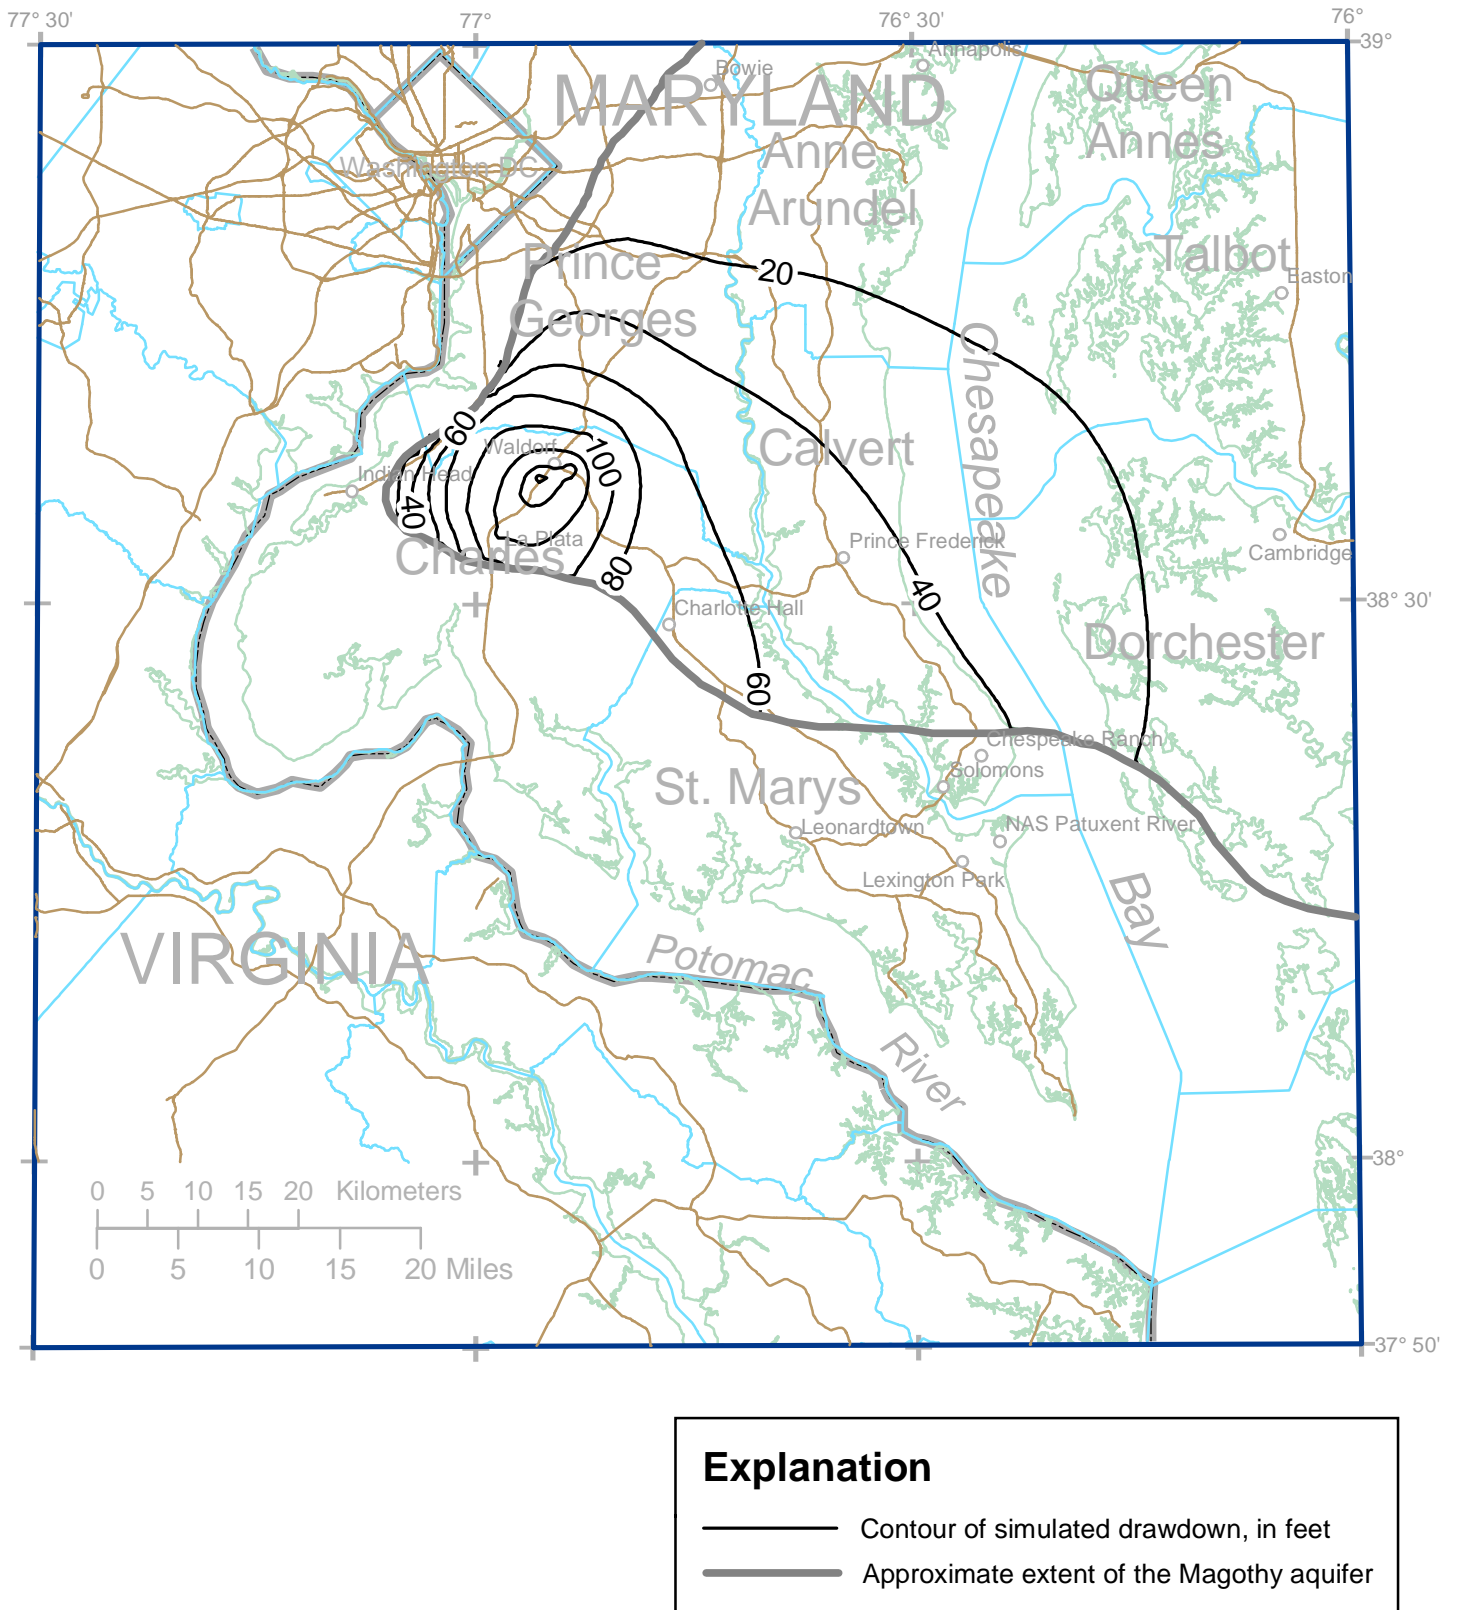 77° 30'
77°
76° 30'
76°
39°
Annapolis
Bowie
MARYLAND
Queen
Annes
Anne
Arundel
Washington DC
Talbot
Easton
Prince
Georges
20
Chesapeake
60
Waldorf
100
Calvert
Indian Head
40
La Plata
Charles
80
Prince Frederick
Cambridge
40
Charlotte Hall
38° 30'
Dorchester
60
Chespeake Ranch
Solomons
St. Marys
Leonardtown
NAS Patuxent River
Lexington Park
Bay
VIRGINIA
Potomac
River
38°
0 5 10 15 20 Kilometers
0 5 10 15 20 Miles
37° 50'
Explanation
Contour of simulated drawdown, in feet
Approximate extent of the Magothy aquifer